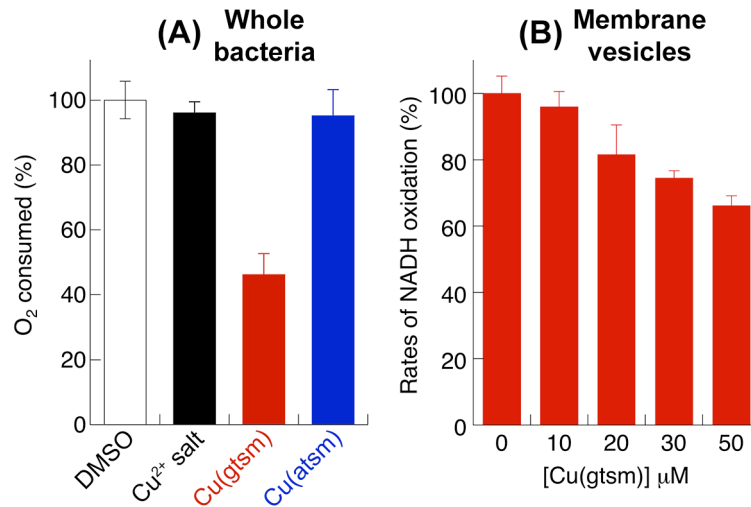 (A) Whole
bacteria
O₂ consumed (%)
100
80
60
40
20
0
DMSO
Cu²⁺ salt
Cu(gtsm)
Cu(atsm)
(B) Membrane
vesicles
Rates of NADH oxidation (%)
100
80
60
40
20
0
0 10 20 30 50
[Cu(gtsm)] μM